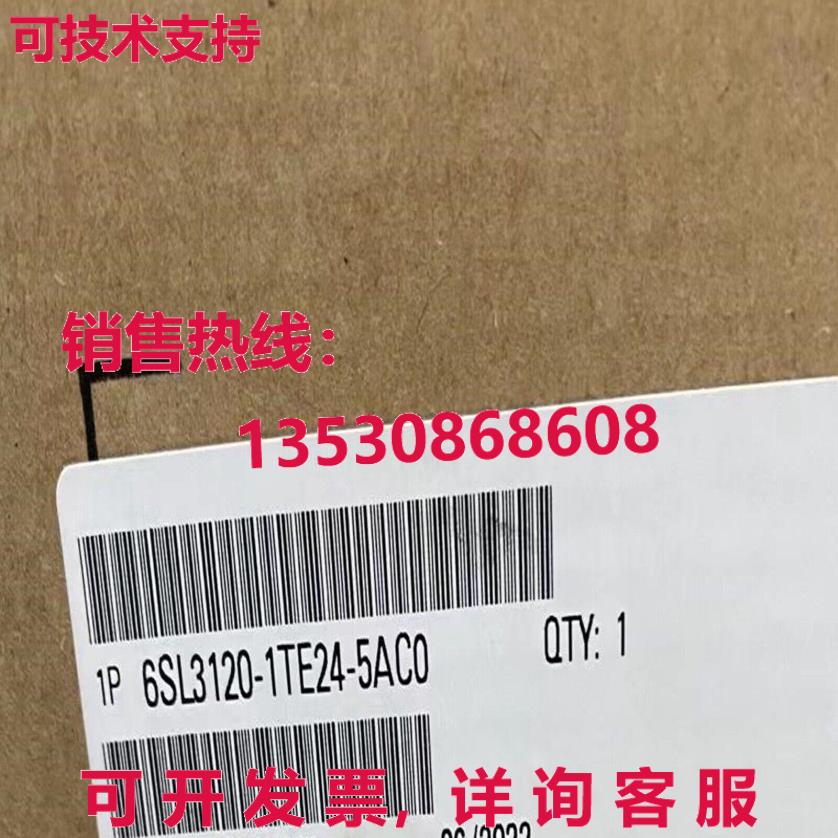 可技术支持
销售热线:
13530868608
1P 6SL3120-1TE24-5AC0
QTY: 1
可开发票, 详询客服